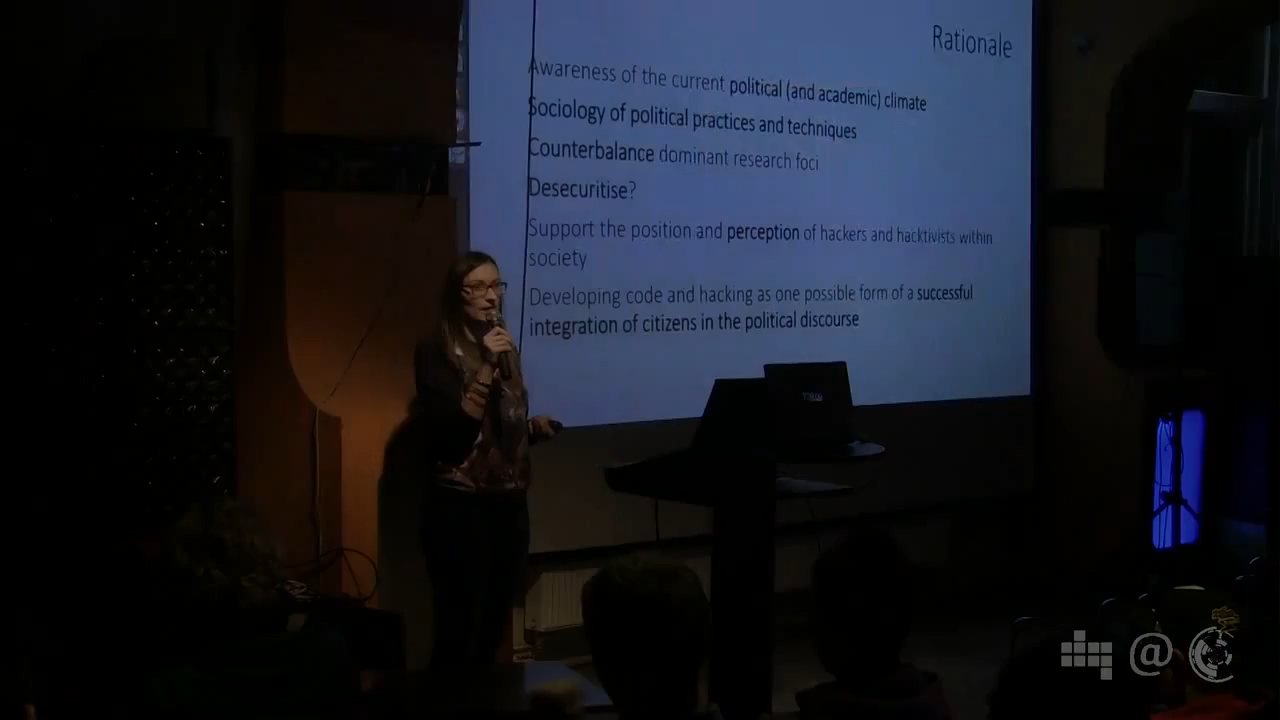 Rationale
Awareness of the current political (and academic) climate
Sociology of political practices and techniques
Counterbalance dominant research foci
Desecuritise?
Support the position and perception of hackers and hacktivists within
society
Developing code and hacking as one possible form of a successful
integration of citizens in the political discourse
@